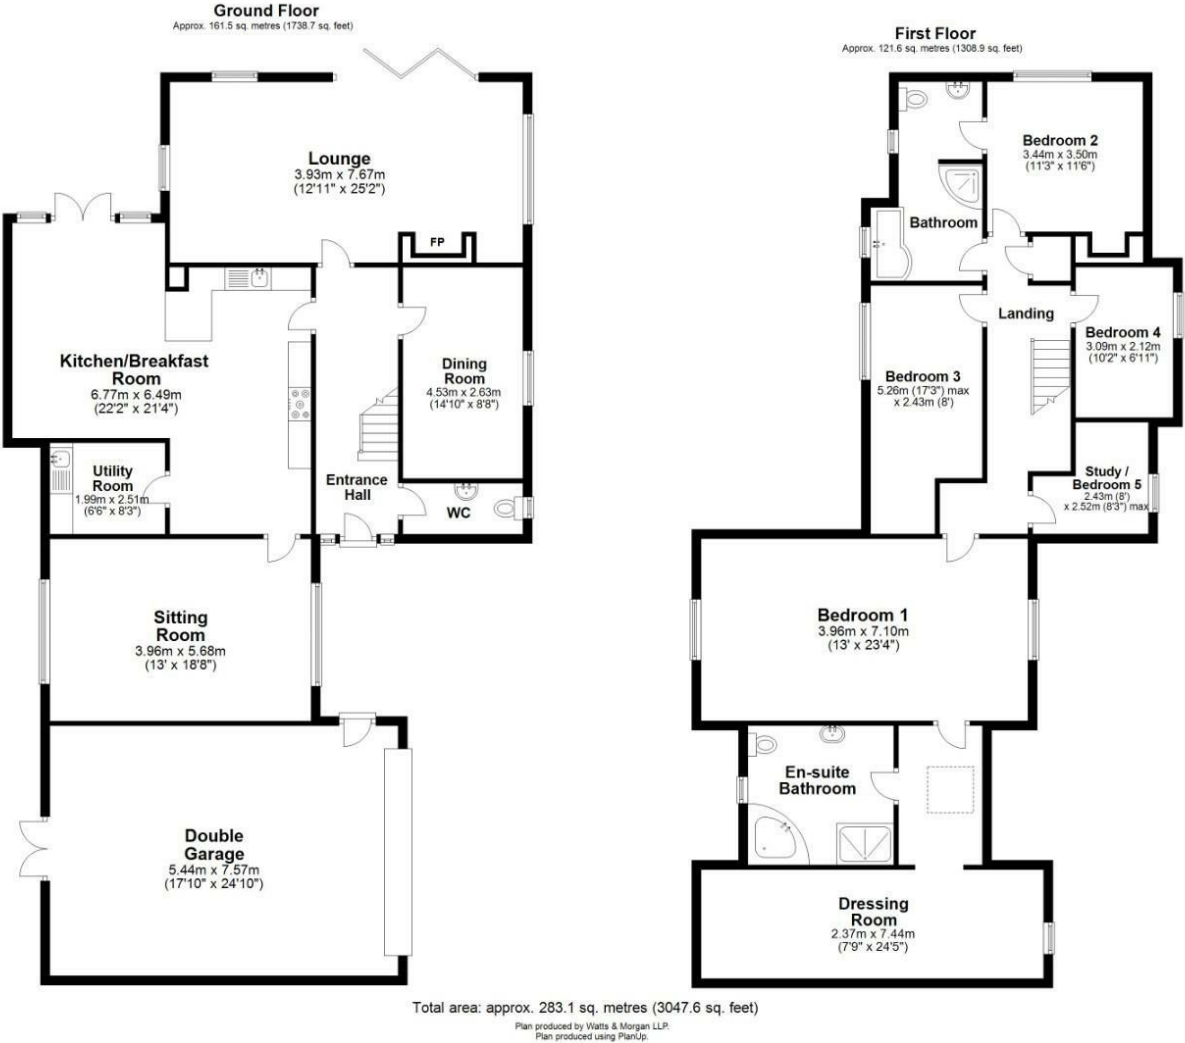 Ground Floor
Approx. 161.5 sq. metres (1738.7 sq. feet)
Lounge
3.93m x 7.67m
(12'11" x 25'2")
FP
Kitchen/Breakfast
Room
6.77m x 6.49m
(22'2" x 21'4")
Dining
Room
4.53m x 2.63m
(14'10" x 8'8")
Utility
Room
1.99m x 2.51m
(6'6" x 8'3")
Entrance
Hall
WC
Sitting
Room
3.96m x 5.68m
(13' x 18'8")
Double
Garage
5.44m x 7.57m
(17'10" x 24'10")
First Floor
Approx. 121.6 sq. metres (1308.9 sq. feet)
Bedroom 2
3.44m x 3.50m
(11'3" x 11'6")
Bathroom
Landing
Bedroom 4
3.09m x 2.12m
(10'2" x 6'11")
Bedroom 3
5.26m (17'3") max
x 2.43m (8')
Study /
Bedroom 5
2.43m (8')
x 2.52m (8'3") max
Bedroom 1
3.96m x 7.10m
(13' x 23'4")
En-suite
Bathroom
Dressing
Room
2.37m x 7.44m
(7'9" x 24'5")
Total area: approx. 283.1 sq. metres (3047.6 sq. feet)
Plan produced by Watts & Morgan LLP.
Plan produced using PlanUp.